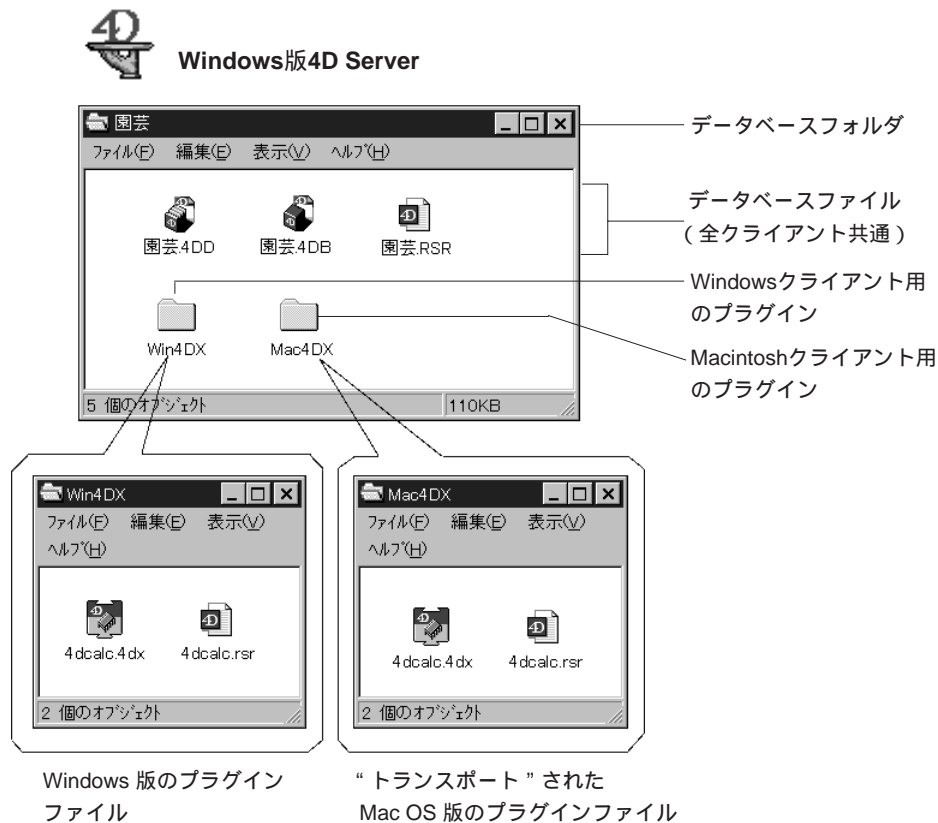 Windows版4D Server
園芸
ファイル(F) 編集(E) 表示(V) ヘルプ(H)
園芸.4DD 園芸.4DB 園芸.RSR
Win4DX Mac4DX
5 個のオブジェクト 110KB
データベースフォルダ
データベースファイル
(全クライアント共通)
Windowsクライアント用
のプラグイン
Macintoshクライアント用
のプラグイン
Win4DX
ファイル(F) 編集(E) 表示(V)
ヘルプ(H)
4dcalc.4dx 4dcalc.rsr
2 個のオブジェクト
Windows 版のプラグイン
ファイル
Mac4DX
ファイル(F) 編集(E) 表示(V)
ヘルプ(H)
4dcalc.4dx 4dcalc.rsr
2 個のオブジェクト
“トランスポート”された
Mac OS 版のプラグインファイル